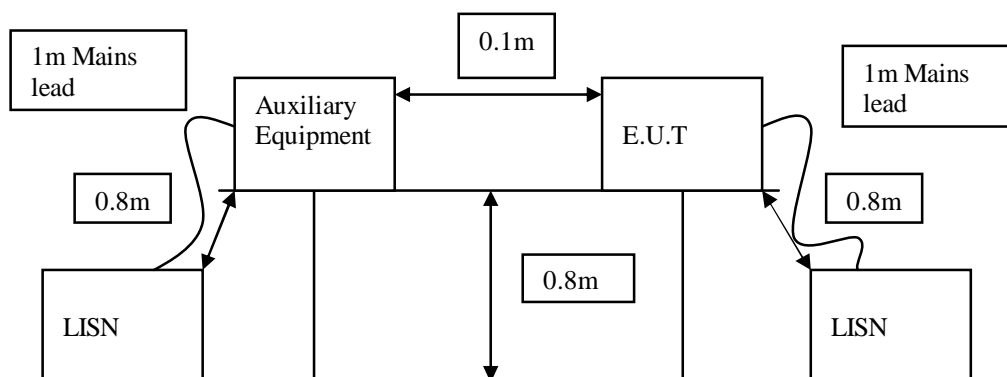 0.1m
1m Mains
lead
1m Mains
lead
Auxiliary
Equipment
E.U.T
0.8m
0.8m
0.8m
LISN
LISN